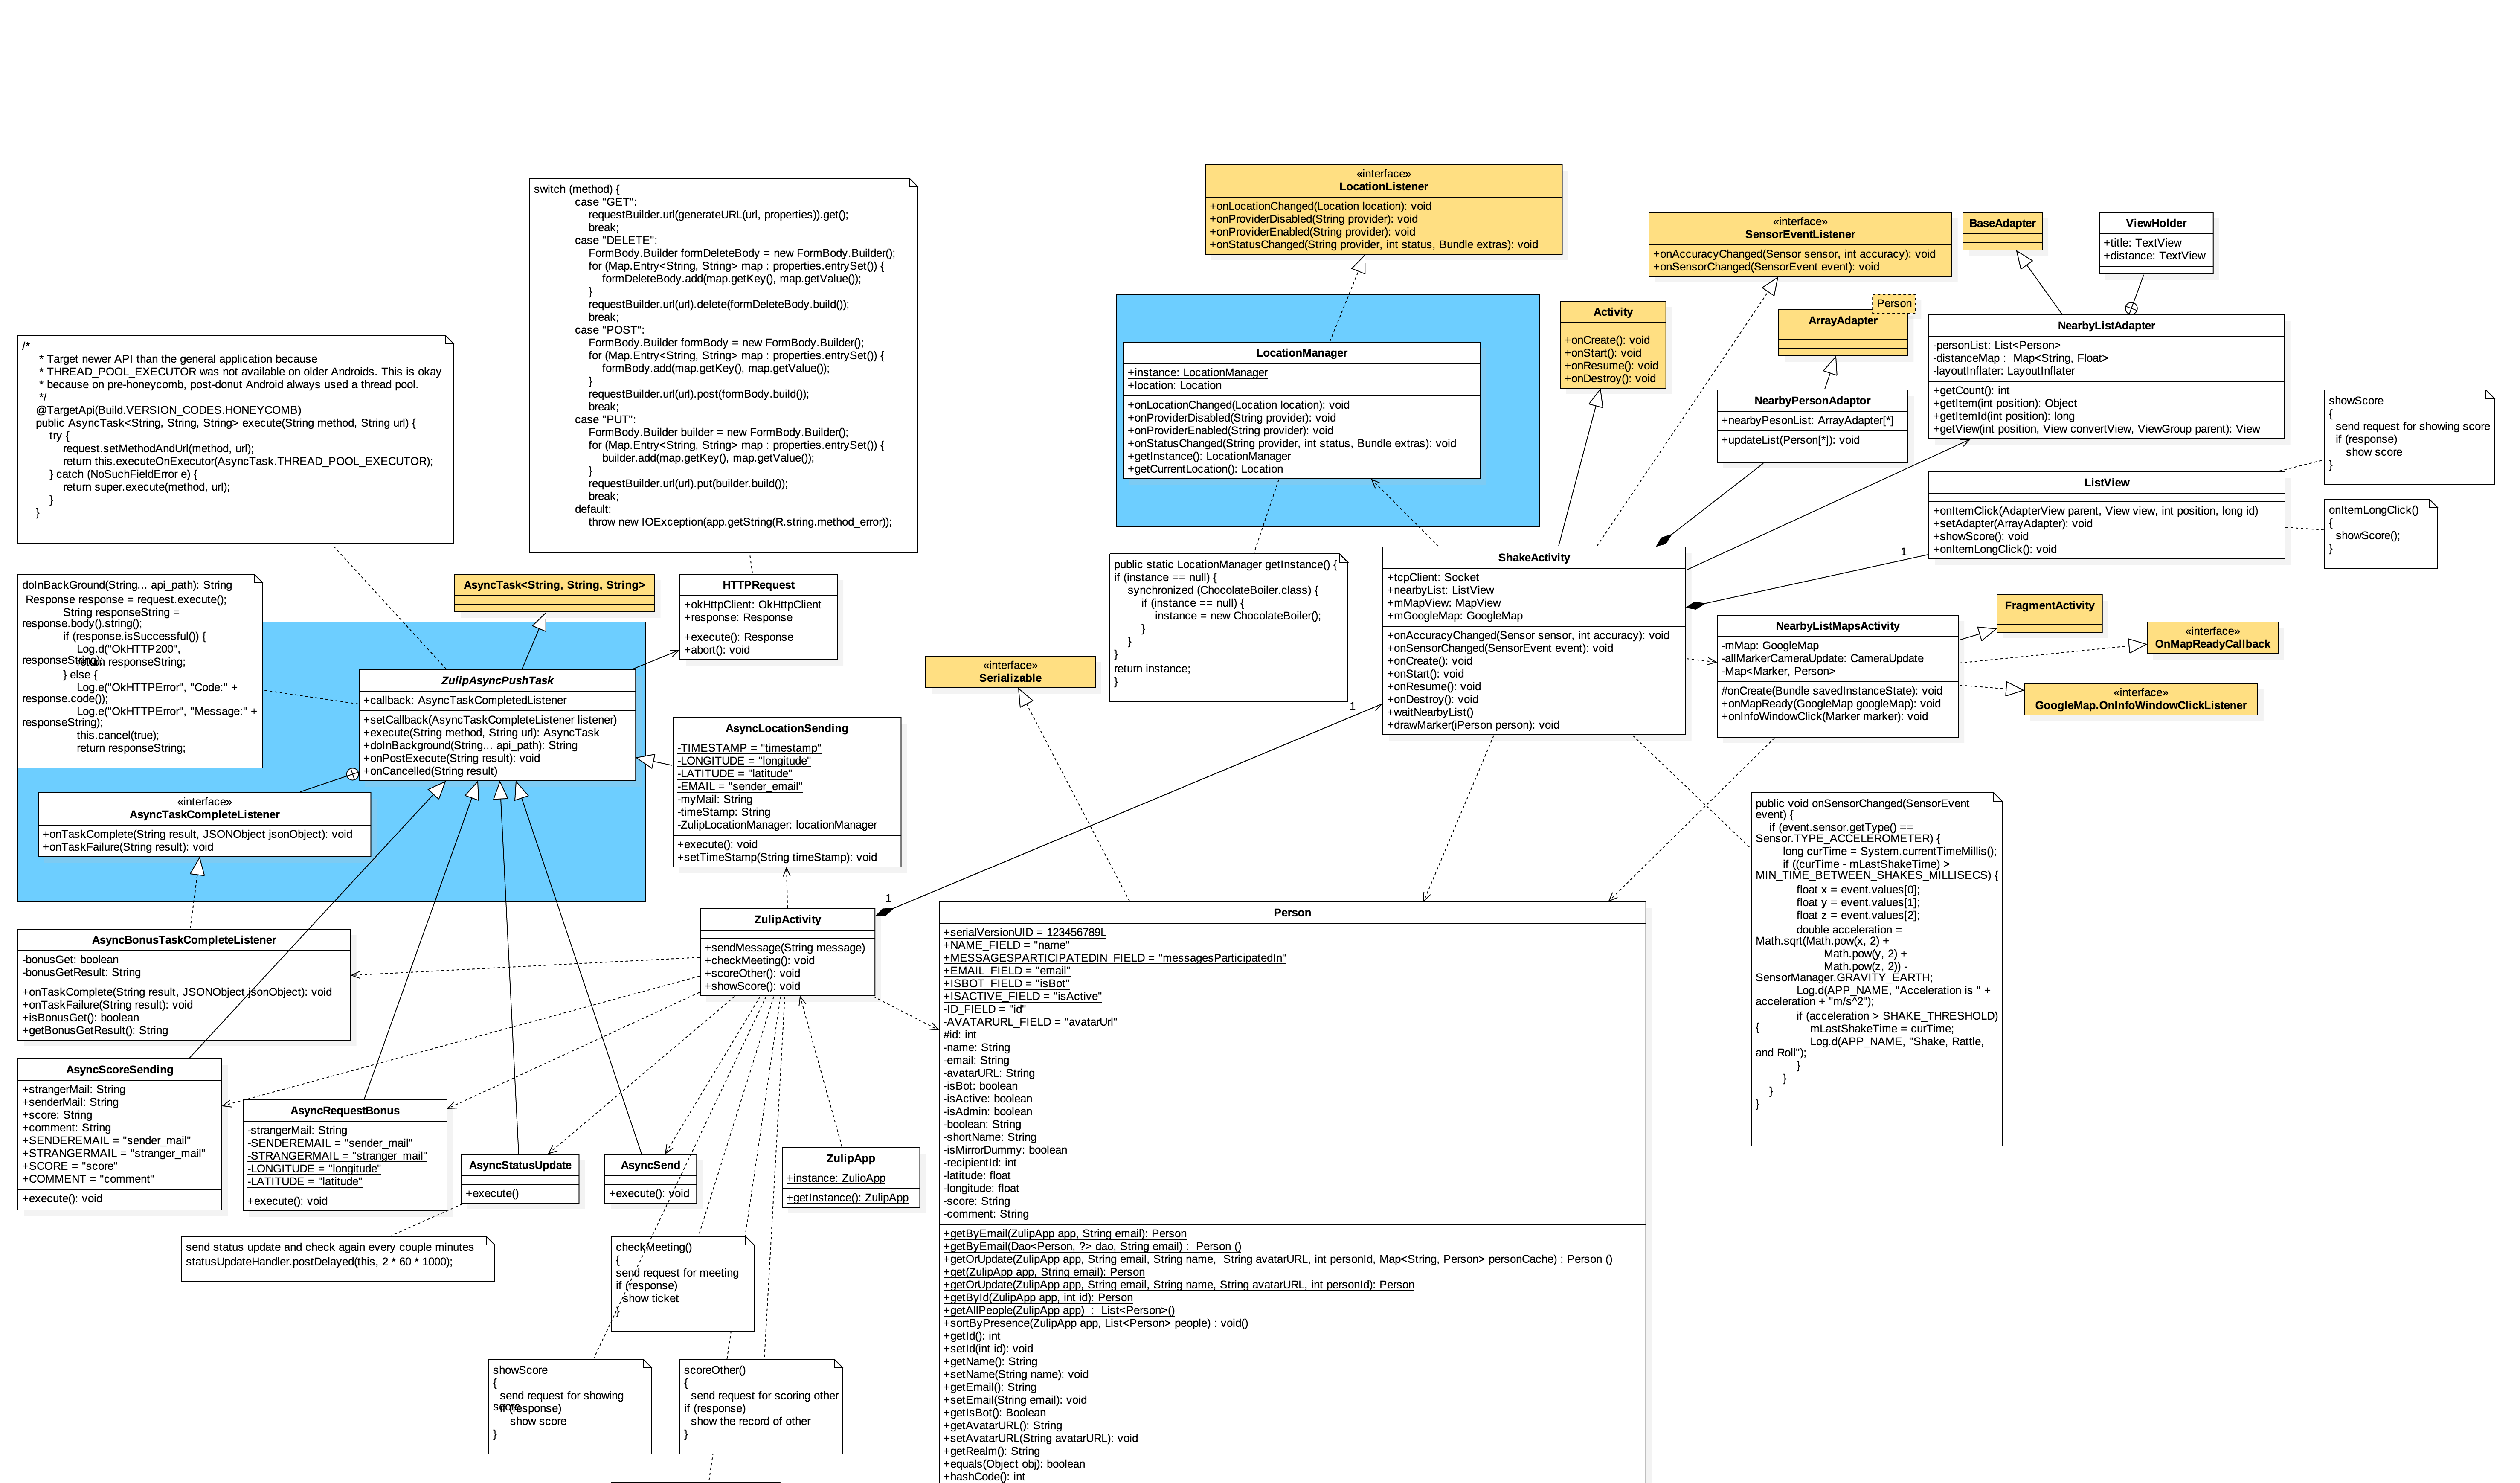 switch (method) {
case "GET":
requestBuilder.url(generateURL(url, properties)).get();
break;
case "DELETE":
FormBody.Builder formDeleteBody = new FormBody.Builder();
for (Map.Entry<String, String> map : properties.entrySet()) {
formDeleteBody.add(map.getKey(), map.getValue());
}
requestBuilder.url(url).delete(formDeleteBody.build());
break;
case "POST":
FormBody.Builder formBody = new FormBody.Builder();
for (Map.Entry<String, String> map : properties.entrySet()) {
formBody.add(map.getKey(), map.getValue());
}
requestBuilder.url(url).post(formBody.build());
break;
case "PUT":
FormBody.Builder builder = new FormBody.Builder();
for (Map.Entry<String, String> map : properties.entrySet()) {
builder.add(map.getKey(), map.getValue());
}
requestBuilder.url(url).put(builder.build());
break;
default:
throw new IOException(app.getString(R.string.method_error));
/*
* Target newer API than the general application because
* THREAD_POOL_EXECUTOR was not available on older Androids. This is okay
* because on pre-honeycomb, post-donut Android always used a thread pool.
*/
@TargetApi(Build.VERSION_CODES.HONEYCOMB)
public AsyncTask<String, String, String> execute(String method, String url) {
try {
request.setMethodAndUrl(method, url);
return this.executeOnExecutor(AsyncTask.THREAD_POOL_EXECUTOR);
} catch (NoSuchFieldError e) {
return super.execute(method, url);
}
}
doInBackGround(String... api_path): String
Response response = request.execute();
String responseString =
response.body().string();
if (response.isSuccessful()) {
Log.d("OkHTTP200",
responseString);
return responseString;
} else {
Log.e("OkHTTPError", "Code:" +
response.code());
Log.e("OkHTTPError", "Message:" +
responseString);
this.cancel(true);
return responseString;
AsyncTask<String, String, String>
HTTPRequest
+okHttpClient: OkHttpClient
+response: Response
+execute(): Response
+abort(): void
ZulipAsyncPushTask
+callback: AsyncTaskCompletedListener
+setCallback(AsyncTaskCompleteListener listener)
+execute(String method, String url): AsyncTask
+doInBackground(String... api_path): String
+onPostExecute(String result): void
+onCancelled(String result)
«interface»
AsyncTaskCompleteListener
+onTaskComplete(String result, JSONObject jsonObject): void
+onTaskFailure(String result): void
AsyncLocationSending
-TIMESTAMP = "timestamp"
-LONGITUDE = "longitude"
-LATITUDE = "latitude"
-EMAIL = "sender_email"
-myMail: String
-timeStamp: String
-ZulipLocationManager: locationManager
+execute(): void
+setTimeStamp(String timeStamp): void
AsyncBonusTaskCompleteListener
-bonusGet: boolean
-bonusGetResult: String
+onTaskComplete(String result, JSONObject jsonObject): void
+onTaskFailure(String result): void
+isBonusGet(): boolean
+getBonusGetResult(): String
ZulipActivity
+sendMessage(String message)
+checkMeeting(): void
+scoreOther(): void
+showScore(): void
1
1
AsyncScoreSending
+strangerMail: String
+senderMail: String
+score: String
+comment: String
+SENDEREMAIL = "sender_mail"
+STRANGERMAIL = "stranger_mail"
+SCORE = "score"
+COMMENT = "comment"
+execute(): void
AsyncRequestBonus
-strangerMail: String
-SENDEREMAIL = "sender_mail"
-STRANGERMAIL = "stranger_mail"
-LONGITUDE = "longitude"
-LATITUDE = "latitude"
+execute(): void
AsyncStatusUpdate
+execute()
AsyncSend
+execute(): void
ZulipApp
+instance: ZulioApp
+getInstance(): ZulipApp
send status update and check again every couple minutes
statusUpdateHandler.postDelayed(this, 2 * 60 * 1000);
checkMeeting()
{
send request for meeting
if (response)
show ticket
}
showScore
{
send request for showing
score
if (response)
show score
}
scoreOther()
{
send request for scoring other
if (response)
show the record of other
}
«interface»
LocationListener
+onLocationChanged(Location location): void
+onProviderDisabled(String provider): void
+onProviderEnabled(String provider): void
+onStatusChanged(String provider, int status, Bundle extras): void
LocationManager
+instance: LocationManager
+location: Location
+onLocationChanged(Location location): void
+onProviderDisabled(String provider): void
+onProviderEnabled(String provider): void
+onStatusChanged(String provider, int status, Bundle extras): void
+getInstance(): LocationManager
+getCurrentLocation(): Location
public static LocationManager getInstance() {
if (instance == null) {
synchronized (ChocolateBoiler.class) {
if (instance == null) {
instance = new ChocolateBoiler();
}
}
}
return instance;
}
«interface»
Serializable
Activity
+onCreate(): void
+onStart(): void
+onResume(): void
+onDestroy(): void
«interface»
SensorEventListener
+onAccuracyChanged(Sensor sensor, int accuracy): void
+onSensorChanged(SensorEvent event): void
BaseAdapter
ViewHolder
+title: TextView
+distance: TextView
Person
ArrayAdapter
NearbyPersonAdaptor
+nearbyPesonList: ArrayAdapter[*]
+updateList(Person[*]): void
NearbyListAdapter
-personList: List<Person>
-distanceMap : Map<String, Float>
-layoutInflater: LayoutInflater
+getCount(): int
+getItem(int position): Object
+getItemId(int position): long
+getView(int position, View convertView, ViewGroup parent): View
ListView
+onItemClick(AdapterView parent, View view, int position, long id)
+setAdapter(ArrayAdapter): void
+showScore(): void
+onItemLongClick(): void
1
showScore
{
send request for showing score
if (response)
show score
}
onItemLongClick()
{
showScore();
}
ShakeActivity
+tcpClient: Socket
+nearbyList: ListView
+mMapView: MapView
+mGoogleMap: GoogleMap
+onAccuracyChanged(Sensor sensor, int accuracy): void
+onSensorChanged(SensorEvent event): void
+onCreate(): void
+onStart(): void
+onResume(): void
+onDestroy(): void
+waitNearbyList()
+drawMarker(iPerson person): void
NearbyListMapsActivity
-mMap: GoogleMap
-allMarkerCameraUpdate: CameraUpdate
-Map<Marker, Person>
#onCreate(Bundle savedInstanceState): void
+onMapReady(GoogleMap googleMap): void
+onInfoWindowClick(Marker marker): void
FragmentActivity
«interface»
OnMapReadyCallback
«interface»
GoogleMap.OnInfoWindowClickListener
public void onSensorChanged(SensorEvent
event) {
if (event.sensor.getType() ==
Sensor.TYPE_ACCELEROMETER) {
long curTime = System.currentTimeMillis();
if ((curTime - mLastShakeTime) >
MIN_TIME_BETWEEN_SHAKES_MILLISECS) {
float x = event.values[0];
float y = event.values[1];
float z = event.values[2];
double acceleration =
Math.sqrt(Math.pow(x, 2) +
Math.pow(y, 2) +
Math.pow(z, 2)) -
SensorManager.GRAVITY_EARTH;
Log.d(APP_NAME, "Acceleration is " +
acceleration + "m/s^2");
if (acceleration > SHAKE_THRESHOLD)
{
mLastShakeTime = curTime;
Log.d(APP_NAME, "Shake, Rattle,
and Roll");
}
}
}
}
Person
+serialVersionUID = 123456789L
+NAME_FIELD = "name"
+MESSAGESPARTICIPATEDIN_FIELD = "messagesParticipatedIn"
+EMAIL_FIELD = "email"
+ISBOT_FIELD = "isBot"
+ISACTIVE_FIELD = "isActive"
-ID_FIELD = "id"
-AVATARURL_FIELD = "avatarUrl"
#id: int
-name: String
-email: String
-avatarURL: String
-isBot: boolean
-isActive: boolean
-isAdmin: boolean
-boolean: String
-shortName: String
-isMirrorDummy: boolean
-recipientId: int
-latitude: float
-longitude: float
-score: String
-comment: String
+getByEmail(ZulipApp app, String email): Person
+getByEmail(Dao<Person, ?> dao, String email) : Person ()
+getOrUpdate(ZulipApp app, String email, String name, String avatarURL, int personId, Map<String, Person> personCache) : Person ()
+get(ZulipApp app, String email): Person
+getOrUpdate(ZulipApp app, String email, String name, String avatarURL, int personId): Person
+getById(ZulipApp app, int id): Person
+getAllPeople(ZulipApp app) : List<Person>()
+sortByPresence(ZulipApp app, List<Person> people) : void()
+getId(): int
+setId(int id): void
+getName(): String
+setName(String name): void
+getEmail(): String
+setEmail(String email): void
+getIsBot(): Boolean
+getAvatarURL(): String
+setAvatarURL(String avatarURL): void
+getRealm(): String
+equals(Object obj): boolean
+hashCode(): int